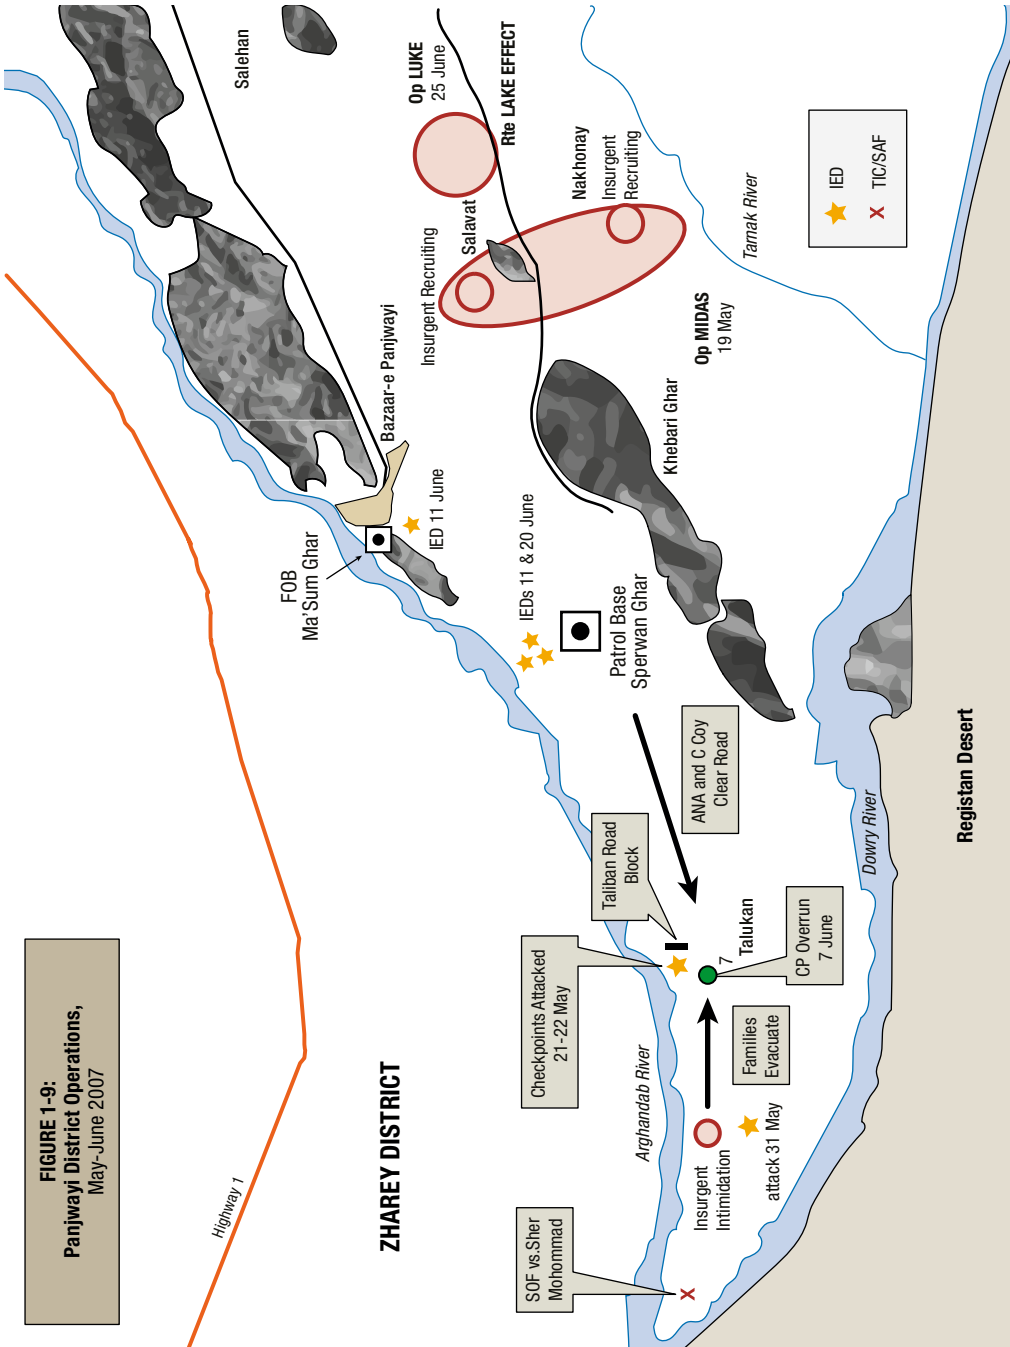 FIGURE 1-9:
Panjwayi District Operations,
May-June 2007
Highway 1
ZHAREY DISTRICT
FOB
Ma'Sum Ghar
Salehan
Op LUKE
25 June
Rte LAKE EFFECT
Bazaar-e Panjwayi
Insurgent Recruiting
Salavat
Nakhonay
Insurgent
Recruiting
IED 11 June
IEDs 11 & 20 June
Patrol Base
Sperwan Ghar
Khebari Ghar
Op MIDAS
19 May
Tarnak River
SOF vs.Sher
Mohommad
Checkpoints Attacked
21-22 May
Taliban Road
Block
ANA and C Coy
Clear Road
Arghandab River
Insurgent
Intimidation
attack 31 May
Families
Evacuate
7
Talukan
CP Overrun
7 June
Dowry River
Registan Desert
IED
X TIC/SAF
X